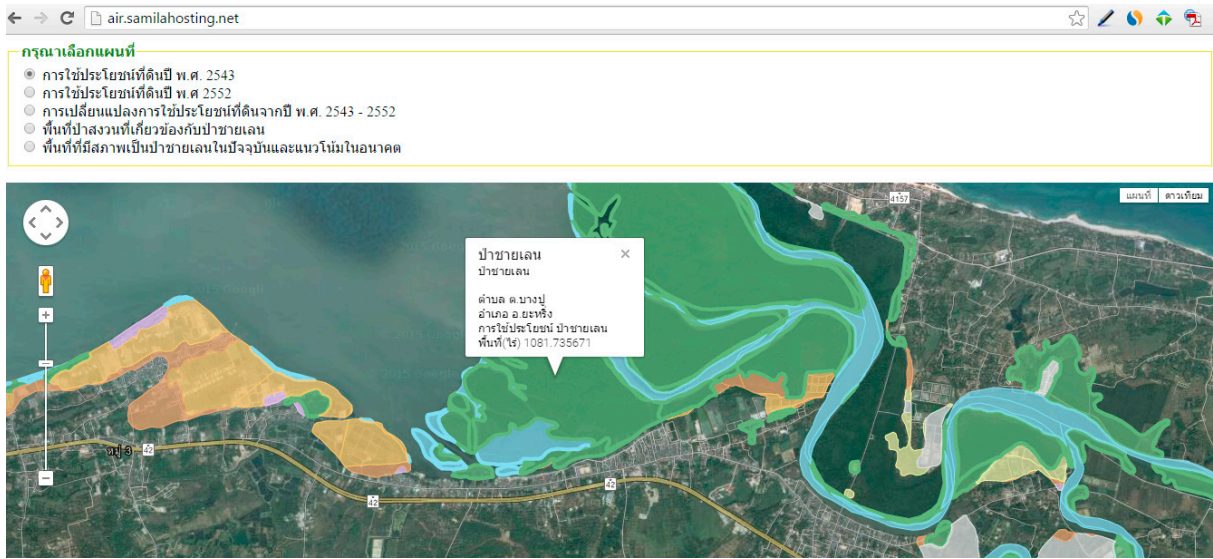 air.samilahosting.net
กรุณาเลือกแผนที่
การใช้ประโยชน์ที่ดินปี พ.ศ. 2543
การใช้ประโยชน์ที่ดินปี พ.ศ 2552
การเปลี่ยนแปลงการใช้ประโยชน์ที่ดินจากปี พ.ศ. 2543 - 2552
พื้นที่ป่าสงวนที่เกี่ยวข้องกับป่าชายเลน
พื้นที่ที่มีสภาพเป็นป่าชายเลนในปัจจุบันและแนวโน้มในอนาคต
แผนที่ ดาวเทียม
4157
ป่าชายเลน
ป่าชายเลน
ตำบล ต.บางปู
อำเภอ อ.ยะหริ่ง
การใช้ประโยชน์ ป่าชายเลน
พื้นที่(ไร่) 1081.735671
หมู่ 3
42
42
42